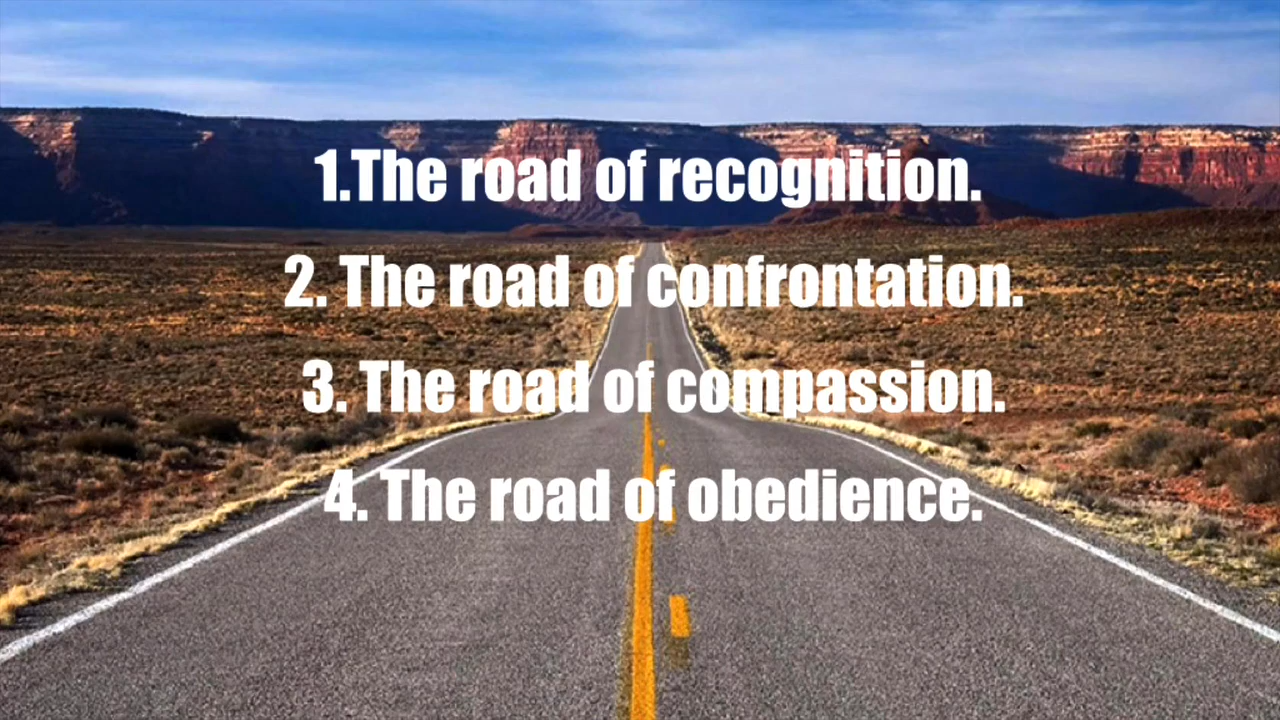 1.The road of recognition.
2. The road of confrontation.
3. The road of compassion.
4. The road of obedience.